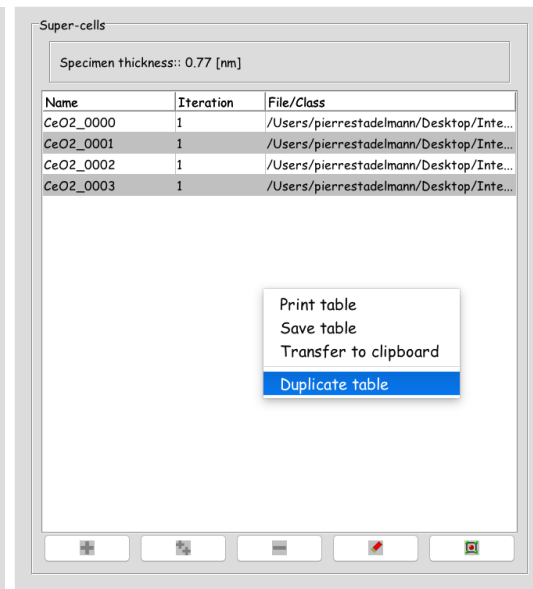 Super-cells
Specimen thickness:: 0.77 [nm]
Name Iteration File/Class
CeO2_0000 1 /Users/pierrestadelmann/Desktop/Inte...
CeO2_0001 1 /Users/pierrestadelmann/Desktop/Inte...
CeO2_0002 1 /Users/pierrestadelmann/Desktop/Inte...
CeO2_0003 1 /Users/pierrestadelmann/Desktop/Inte...
Print table
Save table
Transfer to clipboard
Duplicate table